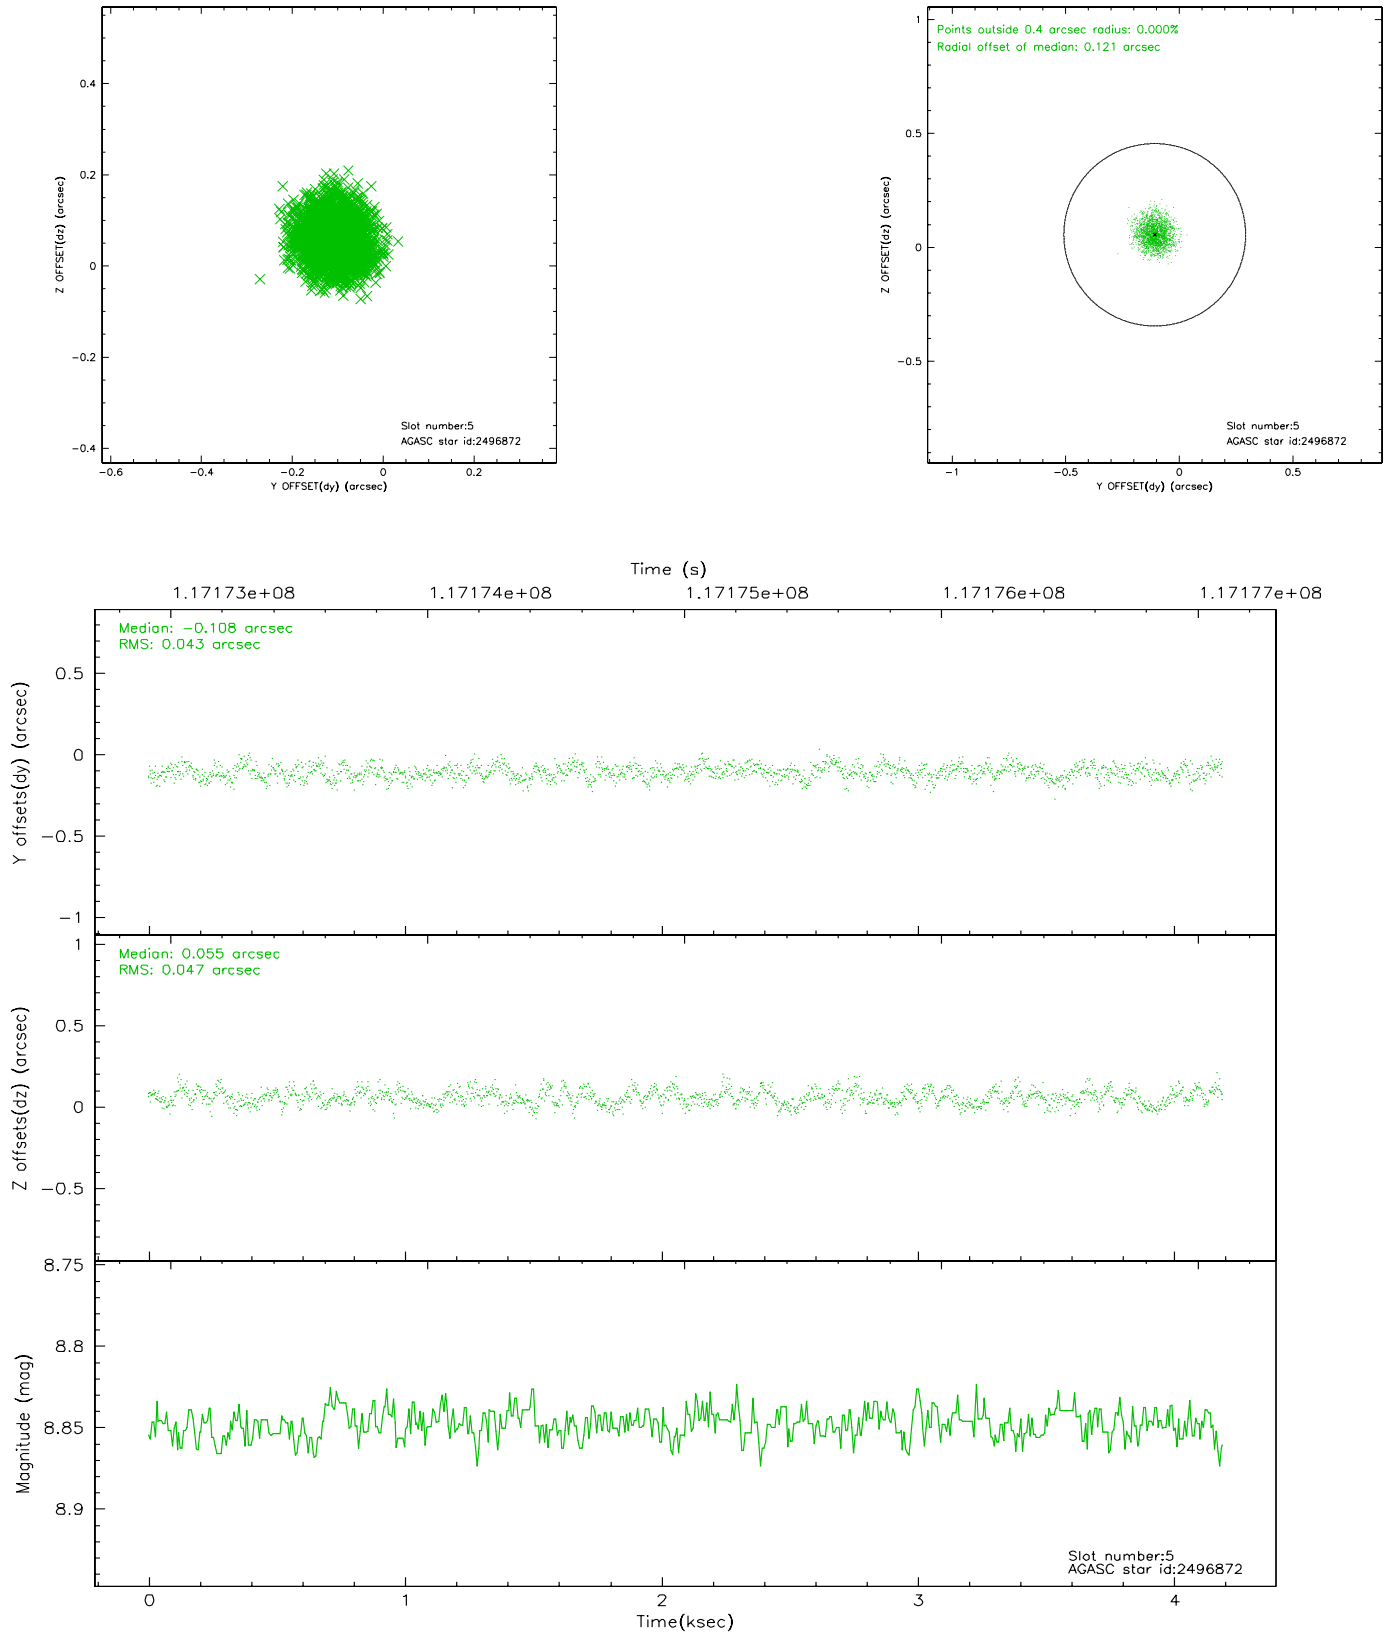 0.4
0.2
0
−0.2
−0.4
Z OFFSET(dz) (arcsec)
Slot number:5
AGASC star id:2496872
−0.6 −0.4 −0.2 0 0.2
Y OFFSET(dy) (arcsec)
Points outside 0.4 arcsec radius: 0.000%
Radial offset of median: 0.121 arcsec
1
0.5
0
−0.5
Z OFFSET(dz) (arcsec)
Slot number:5
AGASC star id:2496872
−1 −0.5 0 0.5
Y OFFSET(dy) (arcsec)
Time (s)
1.17173e+08 1.17174e+08 1.17175e+08 1.17176e+08 1.17177e+08
Median: −0.108 arcsec
RMS: 0.043 arcsec
0.5
0
−0.5
−1
Y offsets(dy) (arcsec)
Median: 0.055 arcsec
RMS: 0.047 arcsec
1
0.5
0
−0.5
Z offsets(dz) (arcsec)
8.75
8.8
8.85
8.9
Magnitude (mag)
Slot number:5
AGASC star id:2496872
0 1 2 3 4
Time(ksec)